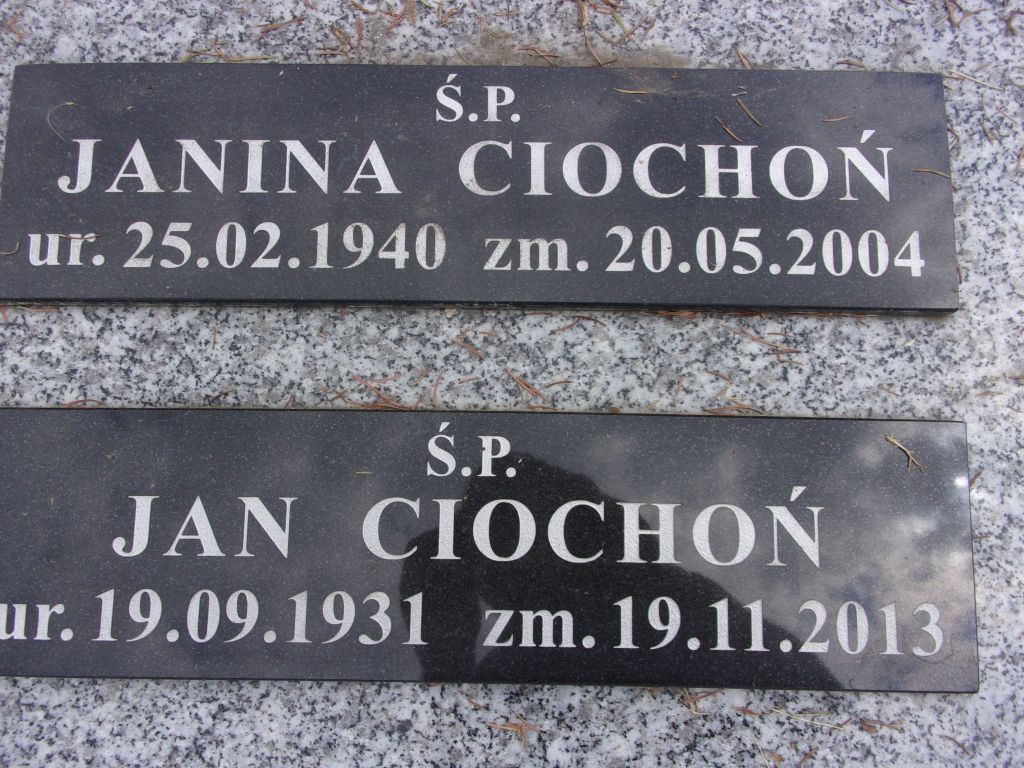 Ś.P.
JANINA CIOCHOŃ
ur. 25.02.1940 zm. 20.05.2004
Ś.P.
JAN CIOCHOŃ
ur. 19.09.1931 zm. 19.11.2013